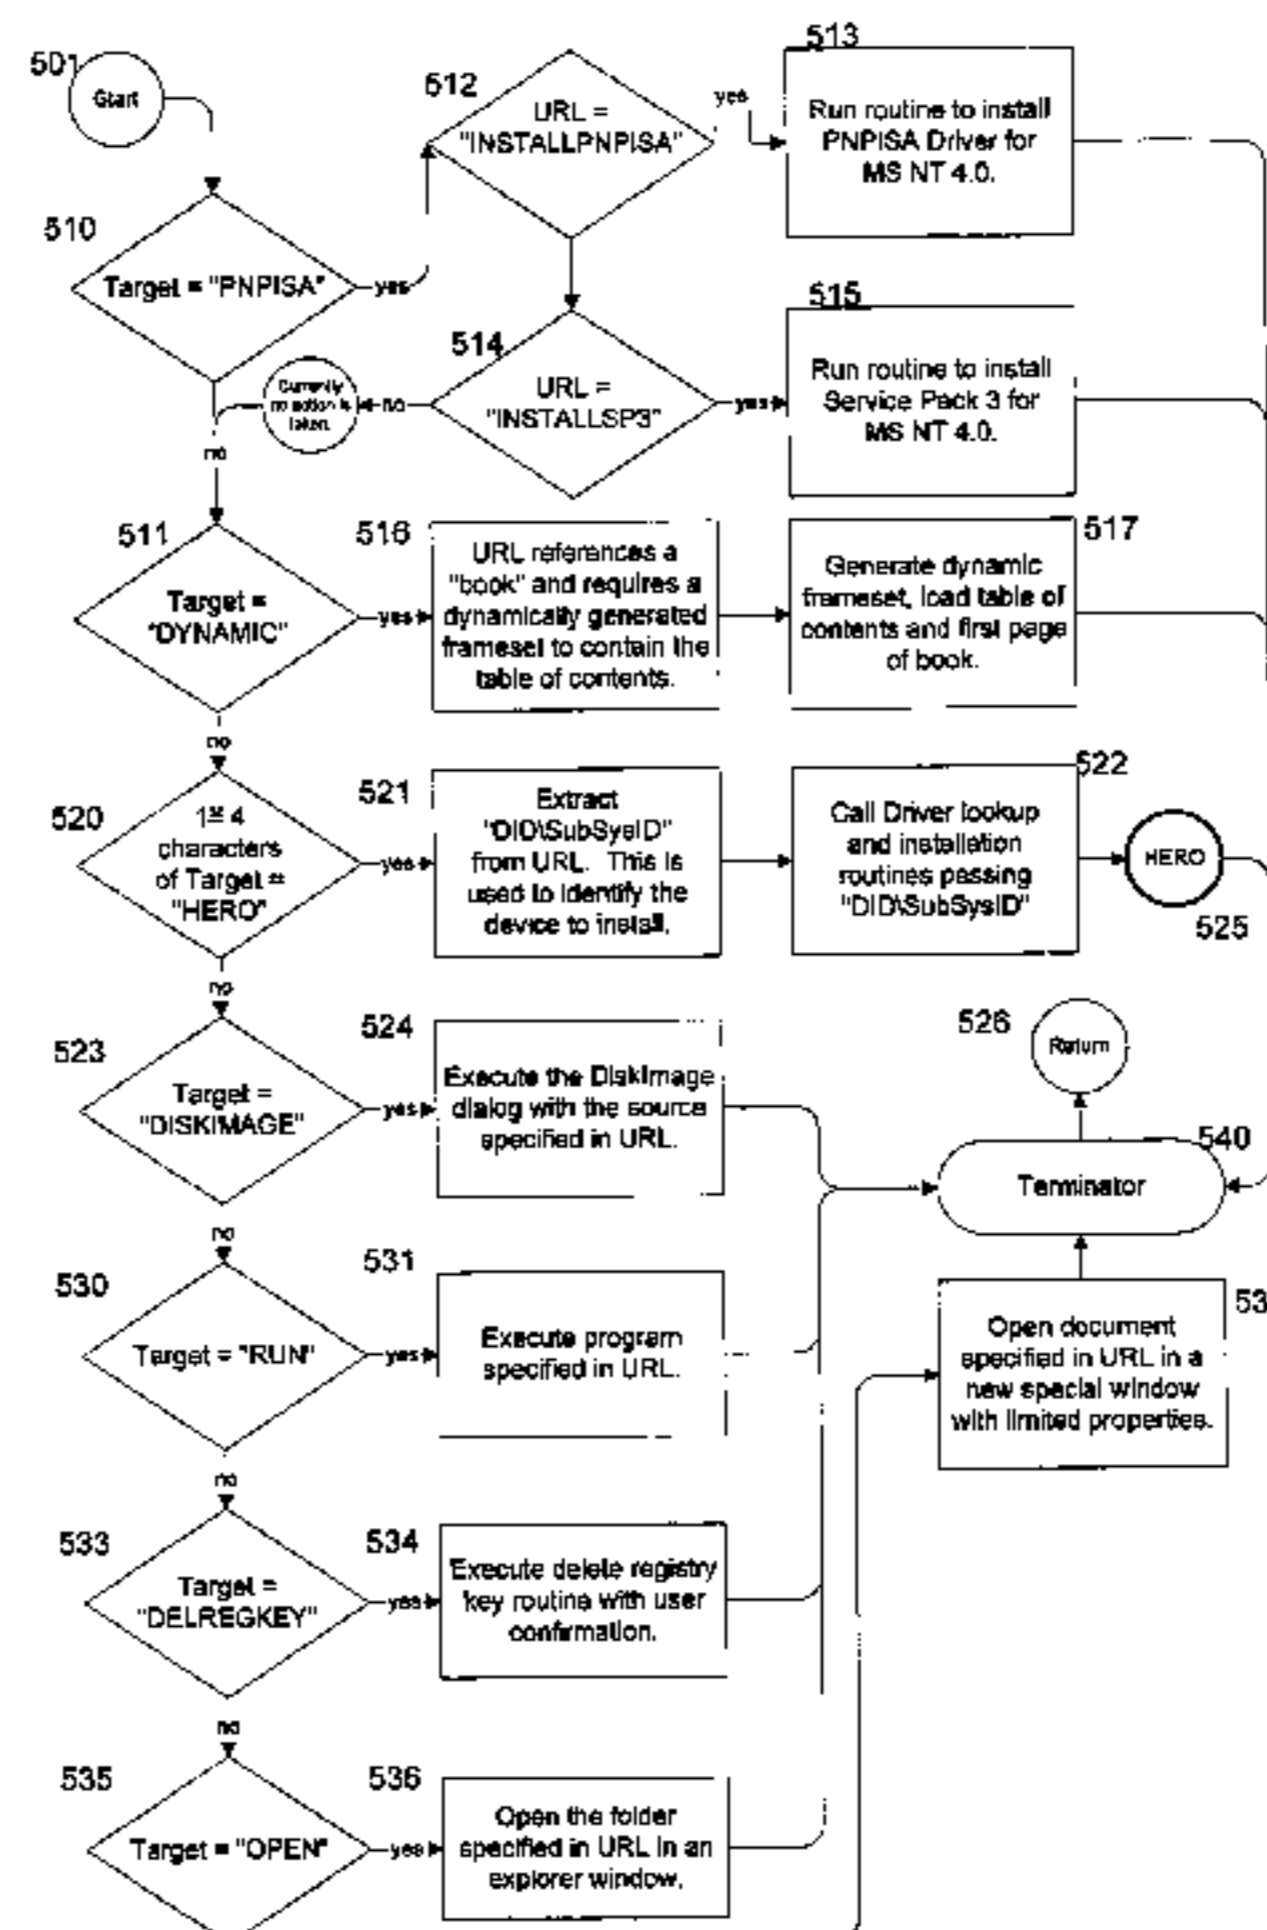 501
Start
510
Target = "PNPISA"
yes
512
URL =
"INSTALLPNPISA"
yes
513
Run routine to install
PNPISA Driver for
MS NT 4.0.
514
URL =
"INSTALLSP3"
yes
515
Run routine to install
Service Pack 3 for
MS NT 4.0.
no
Currently
no action is
taken.
no
511
Target =
"DYNAMIC"
yes
516
URL references a
"book" and requires a
dynamically generated
frameset to contain the
table of contents.
517
Generate dynamic
frameset, load table of
contents and first page
of book.
no
520
1st 4
characters
of Target =
"HERO"
yes
521
Extract
"DID\SubSysID"
from URL. This is
used to identify the
device to install.
522
Call Driver lookup
and installation
routines passing
"DID\SubSysID"
HERO
525
no
523
Target =
"DISKIMAGE"
yes
524
Execute the DiskImage
dialog with the source
specified in URL.
526
Return
540
Terminator
no
530
Target = "RUN"
yes
531
Execute program
specified in URL.
53
Open document
specified in URL in a
new special window
with limited properties.
no
533
Target =
"DELREGKEY"
yes
534
Execute delete registry
key routine with user
confirmation.
no
535
Target = "OPEN"
yes
536
Open the folder
specified in URL in an
explorer window.